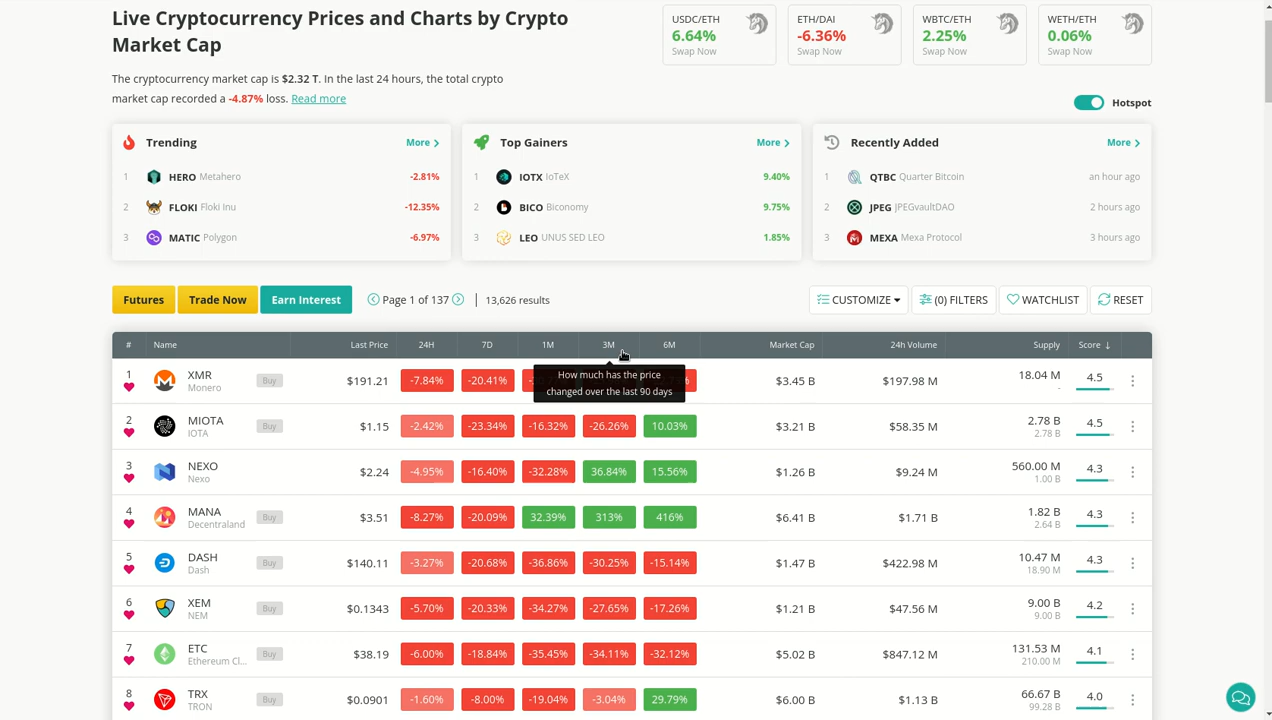 Live Cryptocurrency Prices and Charts by Crypto
Market Cap
The cryptocurrency market cap is $2.32 T. In the last 24 hours, the total crypto
market cap recorded a -4.87% loss. Read more
USDC/ETH
6.64%
Swap Now
ETH/DAI
-6.36%
Swap Now
WBTC/ETH
2.25%
Swap Now
WETH/ETH
0.06%
Swap Now
Hotspot
Trending More
1 HERO Metahero -2.81%
2 FLOKI Floki Inu -12.35%
3 MATIC Polygon -6.97%
Top Gainers More
1 IOTX IoTeX 9.40%
2 BICO Biconomy 9.75%
3 LEO UNUS SED LEO 1.85%
Recently Added More
1 QTBC Quarter Bitcoin an hour ago
2 JPEG JPEGvaultDAO 2 hours ago
3 MEXA Mexa Protocol 3 hours ago
Futures Trade Now Earn Interest Page 1 of 137 | 13,626 results CUSTOMIZE (0) FILTERS WATCHLIST RESET
# Name Last Price 24H 7D 1M 3M 6M Market Cap 24h Volume Supply Score ↓
How much has the price
changed over the last 90 days
1 XMR Buy $191.21 -7.84% -20.41% $3.45 B $197.98 M 18.04 M 4.5
Monero -
2 MIOTA Buy $1.15 -2.42% -23.34% -16.32% -26.26% 10.03% $3.21 B $58.35 M 2.78 B 4.5
IOTA 2.78 B
3 NEXO $2.24 -4.95% -16.40% -32.28% 36.84% 15.56% $1.26 B $9.24 M 560.00 M 4.3
Nexo 1.00 B
4 MANA Buy $3.51 -8.27% -20.09% 32.39% 313% 416% $6.41 B $1.71 B 1.82 B 4.3
Decentraland 2.64 B
5 DASH Buy $140.11 -3.27% -20.68% -36.86% -30.25% -15.14% $1.47 B $422.98 M 10.47 M 4.3
Dash 18.90 M
6 XEM Buy $0.1343 -5.70% -20.33% -34.27% -27.65% -17.26% $1.21 B $47.56 M 9.00 B 4.2
NEM 9.00 B
7 ETC Buy $38.19 -6.00% -18.84% -35.45% -34.11% -32.12% $5.02 B $847.12 M 131.53 M 4.1
Ethereum Cl... 210.00 M
8 TRX Buy $0.0901 -1.60% -8.00% -19.04% -3.04% 29.79% $6.00 B $1.13 B 66.67 B 4.0
TRON 99.28 B